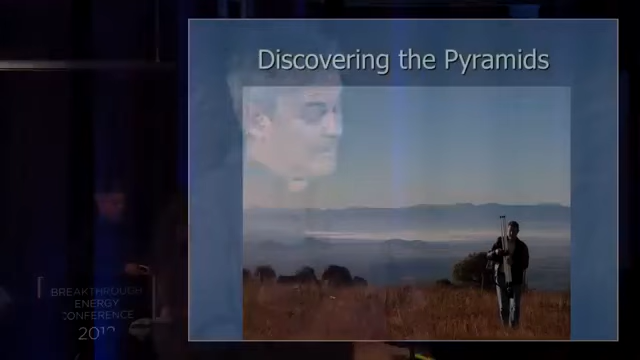 Discovering the Pyramids
BREAKTHROUGH
ENERGY
CONFERENCE